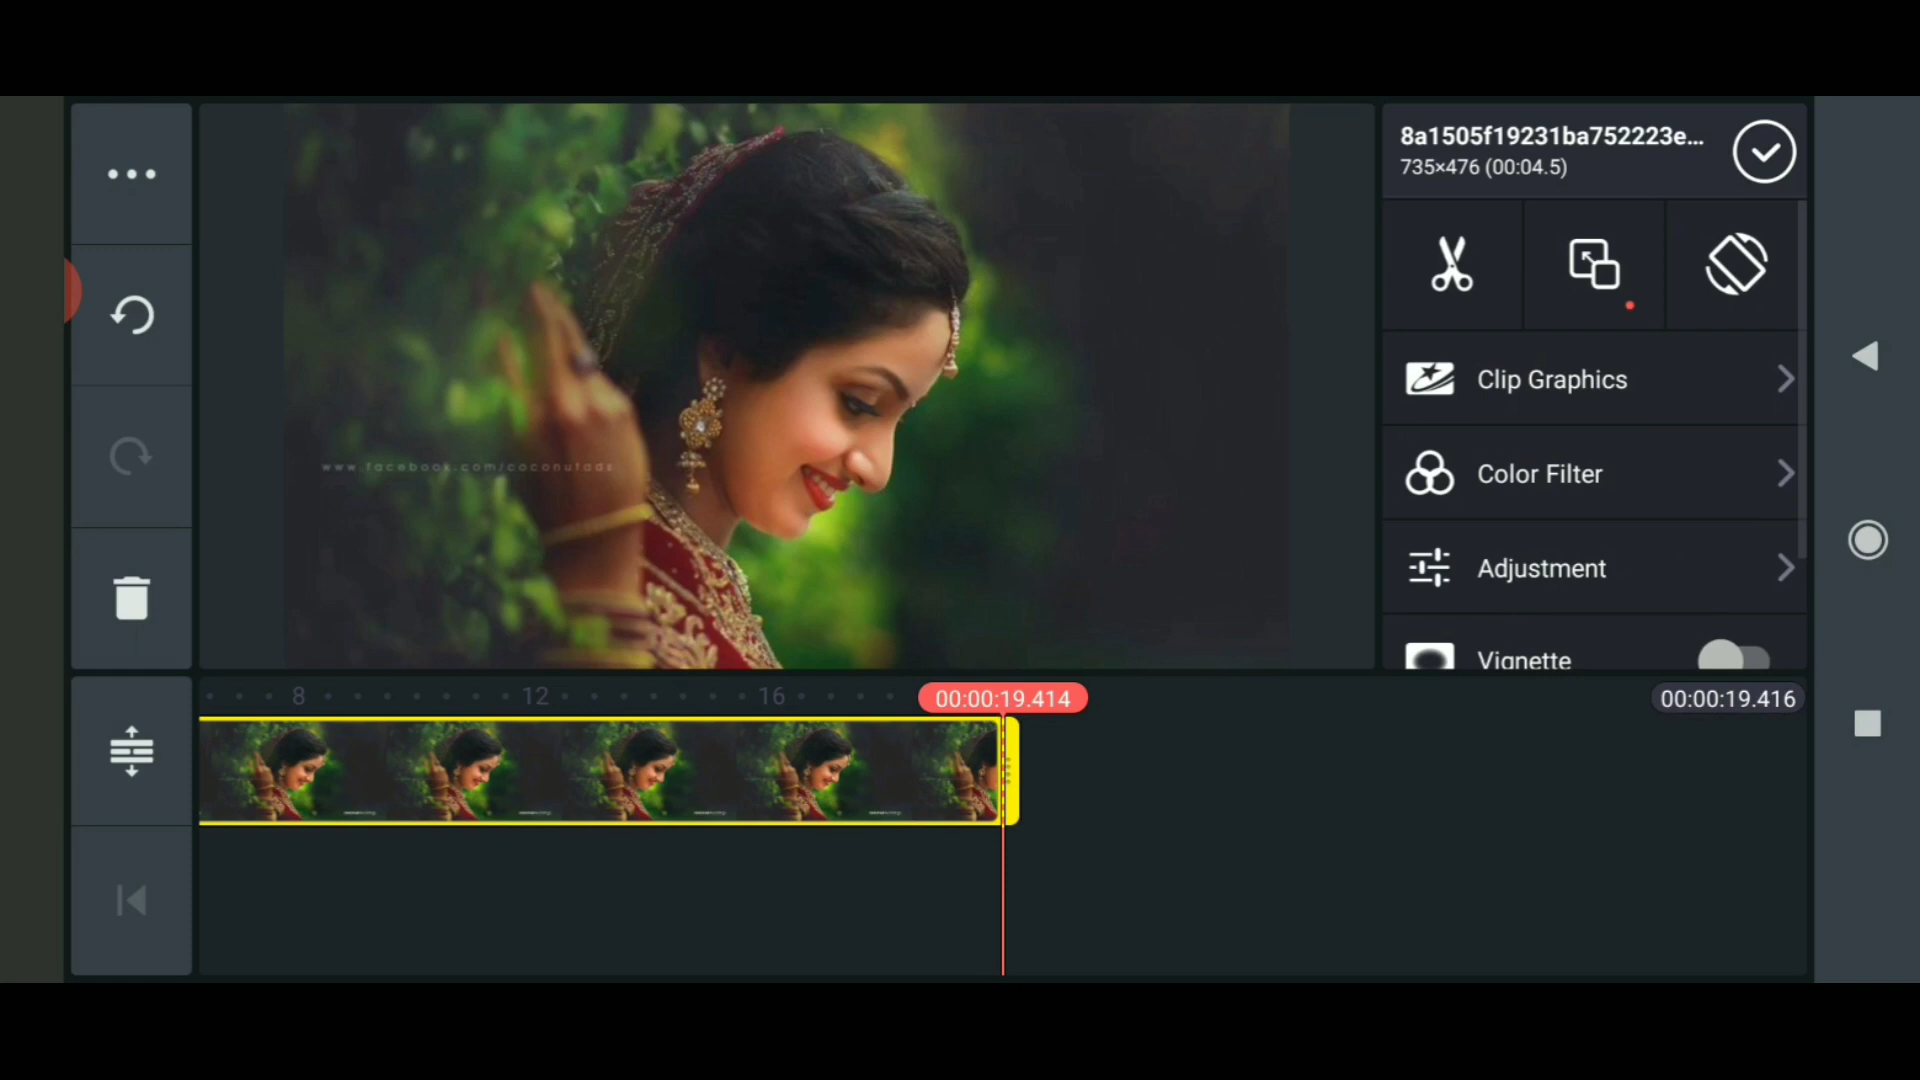 8a1505f19231ba752223e...
735×476 (00:04.5)
www.facebook.com/coconutads
Clip Graphics
Color Filter
Adjustment
Vignette
8 12 16 00:00:19.414 00:00:19.416